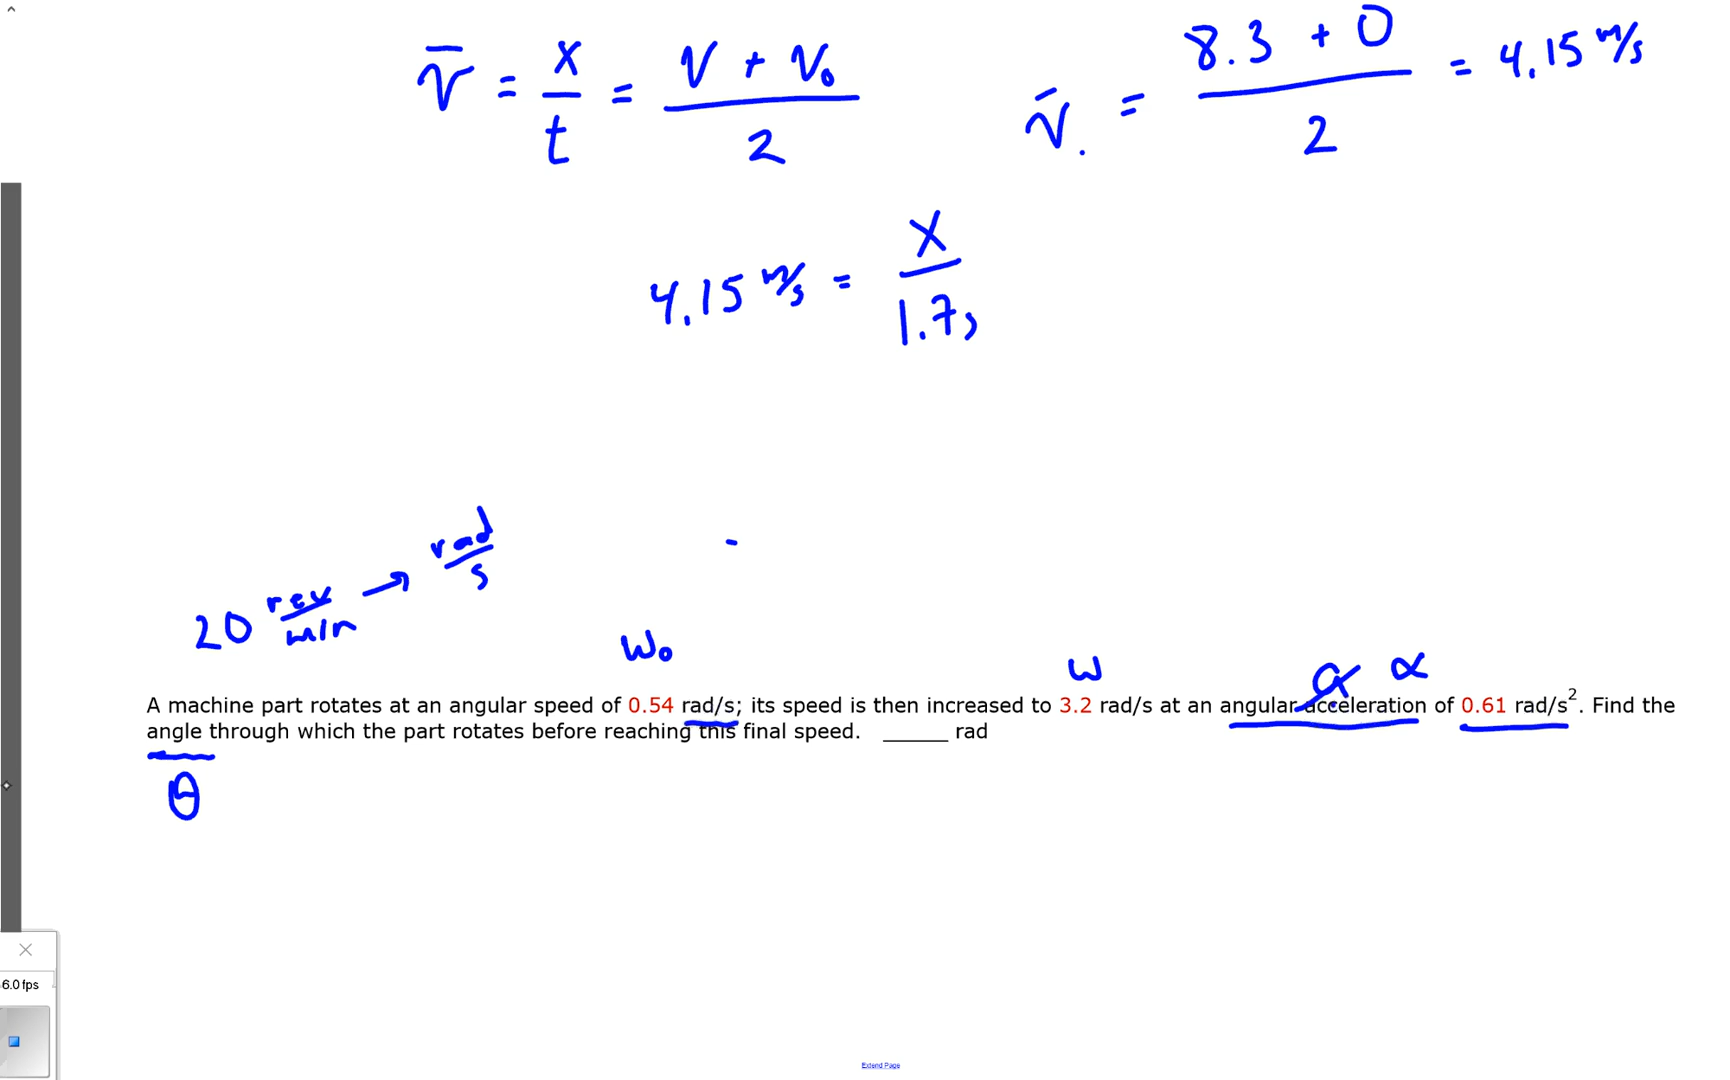 v̄ = x/t = (v + v₀)/2
v̄. = (8.3 + 0)/2 = 4.15 m/s
4.15 m/s = x/1.7s
20 rev/min → rad/s
-
ω₀ ω a α
A machine part rotates at an angular speed of 0.54 rad/s; its speed is then increased to 3.2 rad/s at an angular acceleration of 0.61 rad/s². Find the
angle through which the part rotates before reaching this final speed. ______ rad
θ
6.0 fps
Extend Page